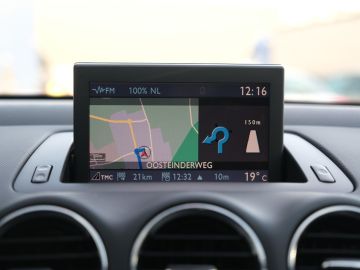 FM 100% NL 12:16
150m
OOSTEINDERWEG
TMC 21km 12:32 10m 19°C